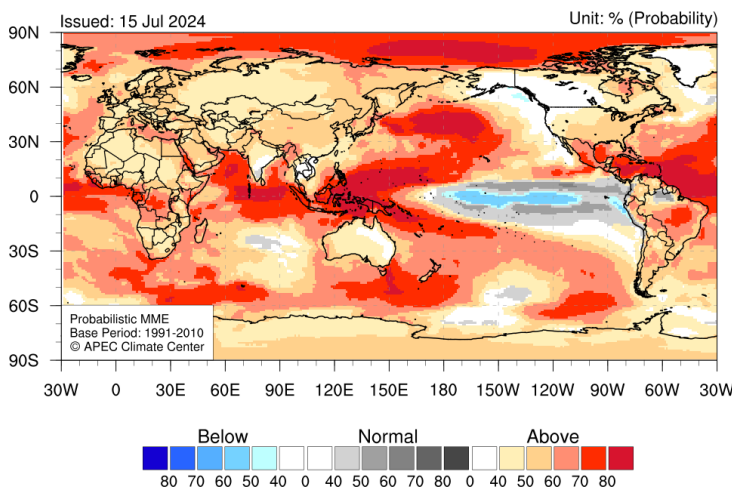 Issued: 15 Jul 2024
Unit: % (Probability)
90N
60N
30N
0
30S
60S
90S
Probabilistic MME
Base Period: 1991-2010
© APEC Climate Center
30W 0 30E 60E 90E 120E 150E 180 150W 120W 90W 60W 30W
Below Normal Above
80 70 60 50 40 0 40 50 60 70 80 0 40 50 60 70 80